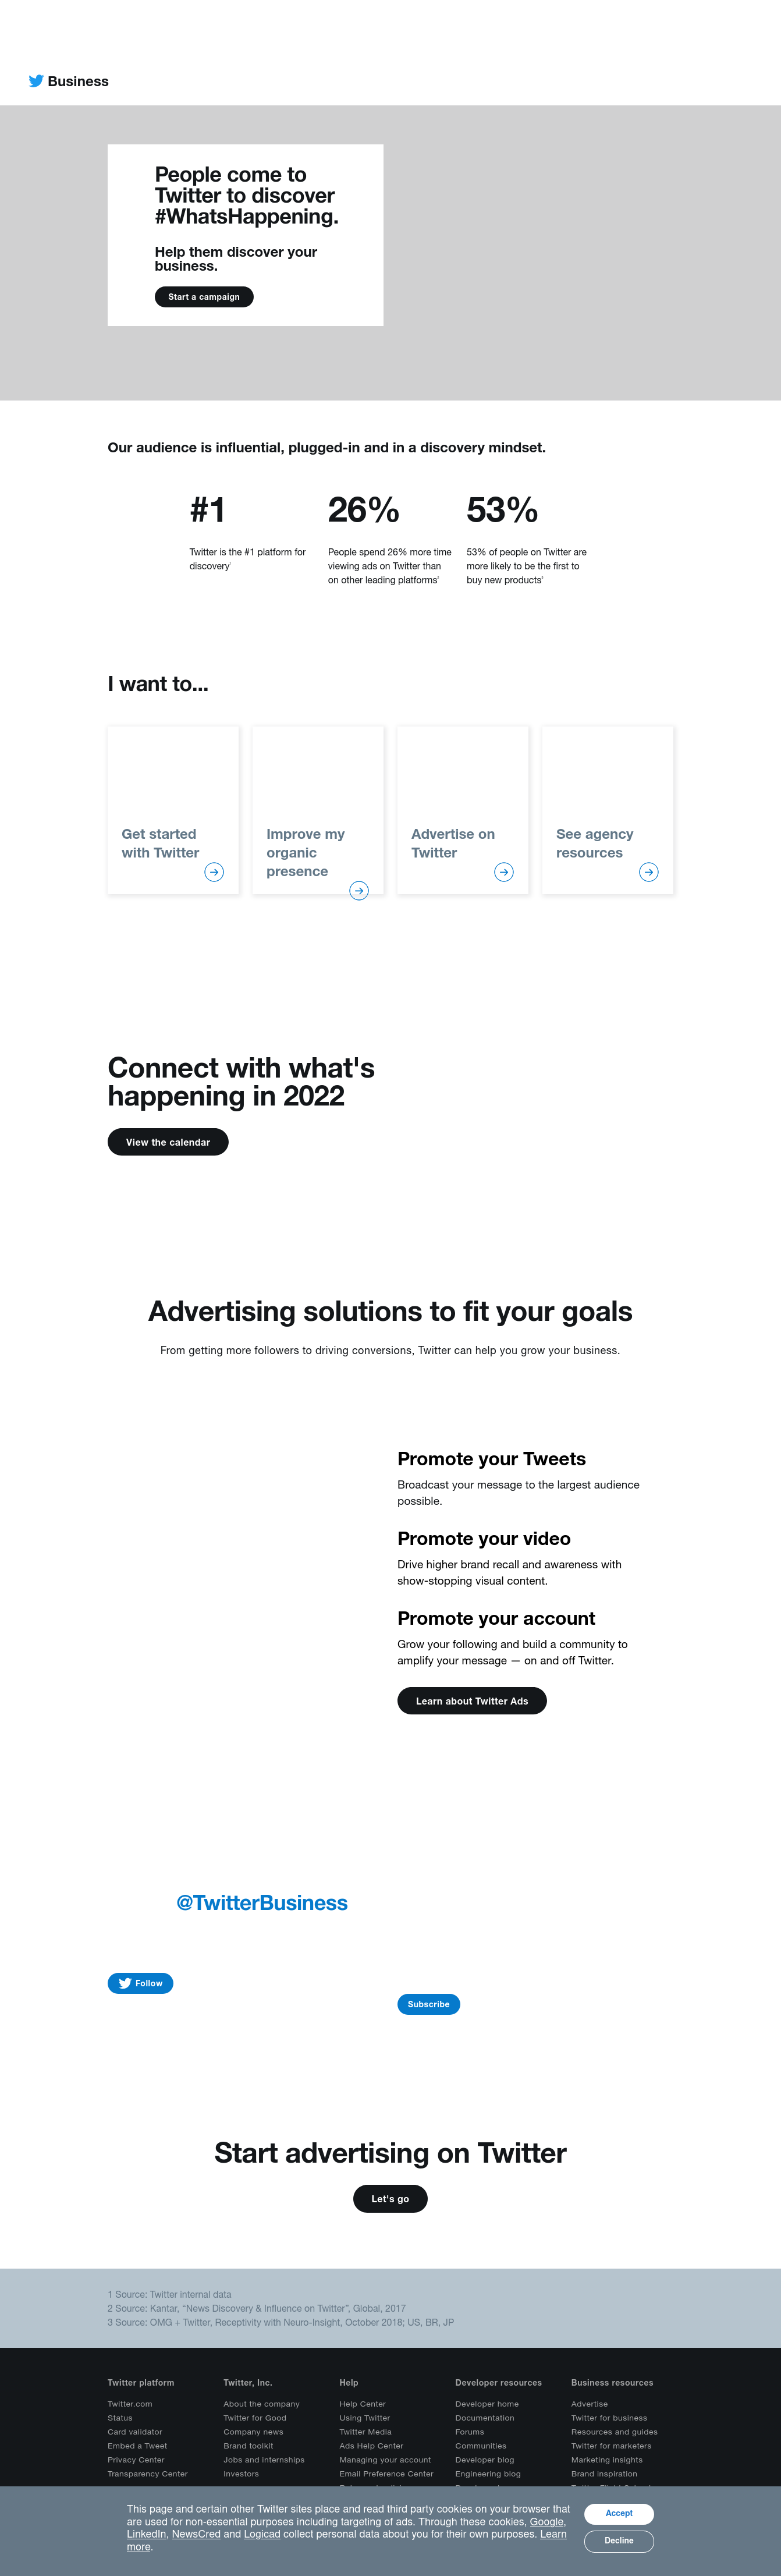 Business
People come to
Twitter to discover
#WhatsHappening.
Help them discover your
business.
Start a campaign
Our audience is influential, plugged-in and in a discovery mindset.
#1
26%
53%
Twitter is the #1 platform for
discovery
People spend 26% more time
viewing ads on Twitter than
on other leading platforms
53% of people on Twitter are
more likely to be the first to
buy new products
I want to...
Get started
with Twitter
Improve my
organic
presence
Advertise on
Twitter
See agency
resources
Connect with what's
happening in 2022
View the calendar
Advertising solutions to fit your goals
From getting more followers to driving conversions, Twitter can help you grow your business.
Promote your Tweets
Broadcast your message to the largest audience
possible.
Promote your video
Drive higher brand recall and awareness with
show-stopping visual content.
Promote your account
Grow your following and build a community to
amplify your message — on and off Twitter.
Learn about Twitter Ads
@TwitterBusiness
Follow
Subscribe
Start advertising on Twitter
Let's go
1 Source: Twitter internal data
2 Source: Kantar, “News Discovery & Influence on Twitter”, Global, 2017
3 Source: OMG + Twitter, Receptivity with Neuro-Insight, October 2018; US, BR, JP
Twitter platform
Twitter.com
Status
Card validator
Embed a Tweet
Privacy Center
Transparency Center
Twitter, Inc.
About the company
Twitter for Good
Company news
Brand toolkit
Jobs and internships
Investors
Help
Help Center
Using Twitter
Twitter Media
Ads Help Center
Managing your account
Email Preference Center
Developer resources
Developer home
Documentation
Forums
Communities
Developer blog
Engineering blog
Business resources
Advertise
Twitter for business
Resources and guides
Twitter for marketers
Marketing insights
Brand inspiration
This page and certain other Twitter sites place and read third party cookies on your browser that
are used for non-essential purposes including targeting of ads. Through these cookies, Google,
LinkedIn, NewsCred and Logicad collect personal data about you for their own purposes. Learn
more.
Accept
Decline